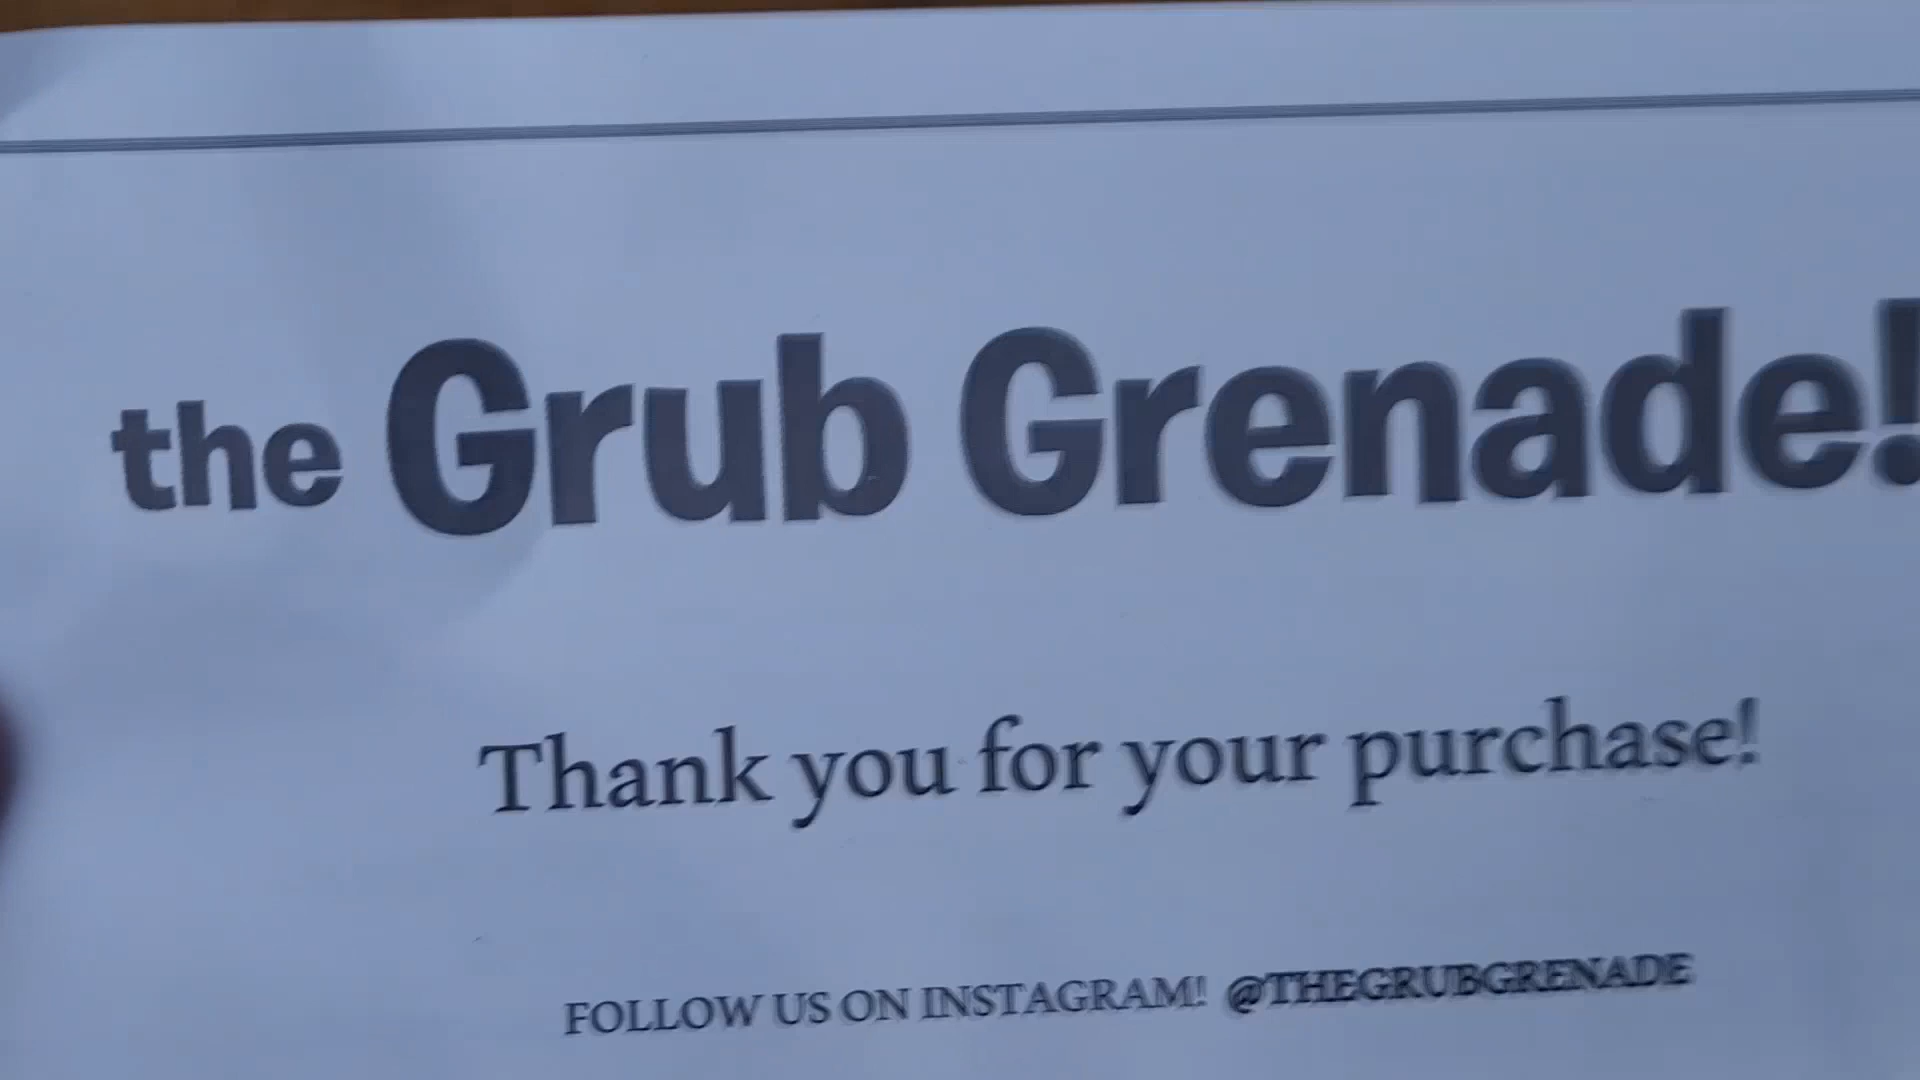 the Grub Grenade!
Thank you for your purchase!
FOLLOW US ON INSTAGRAM! @THEGRUBGRENADE